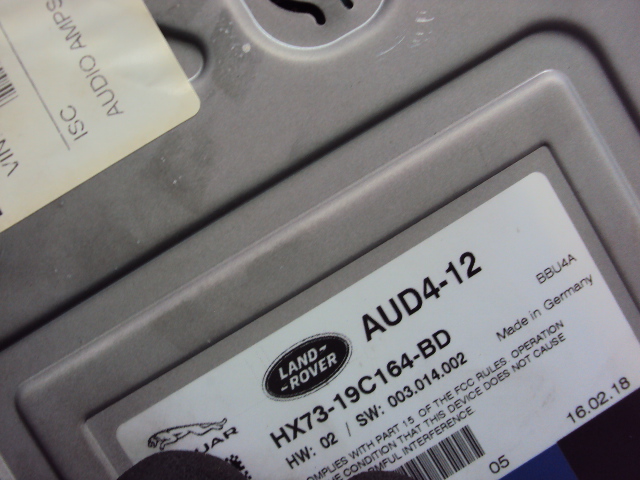 AUDIO AMPS
ISC
VIN
AUD4-12
BBU4A
LAND-
-ROVER
HX73-19C164-BD
Made in Germany
HW: 02 / SW: 003.014.002
COMPLIES WITH PART 15 OF THE FCC RULES OPERATION
CONDITION THAT THIS DEVICE DOES NOT CAUSE
INTERFERENCE.
05
16.02.18